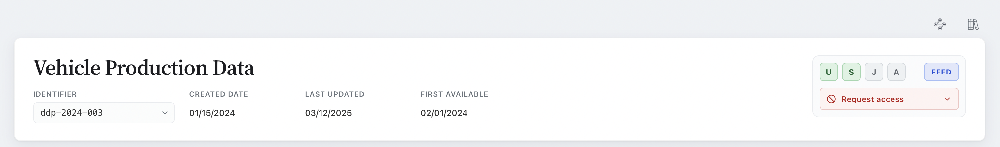 Vehicle Production Data
IDENTIFIER
ddp-2024-003
CREATED DATE
01/15/2024
LAST UPDATED
03/12/2025
FIRST AVAILABLE
02/01/2024
U S J A FEED
Request access